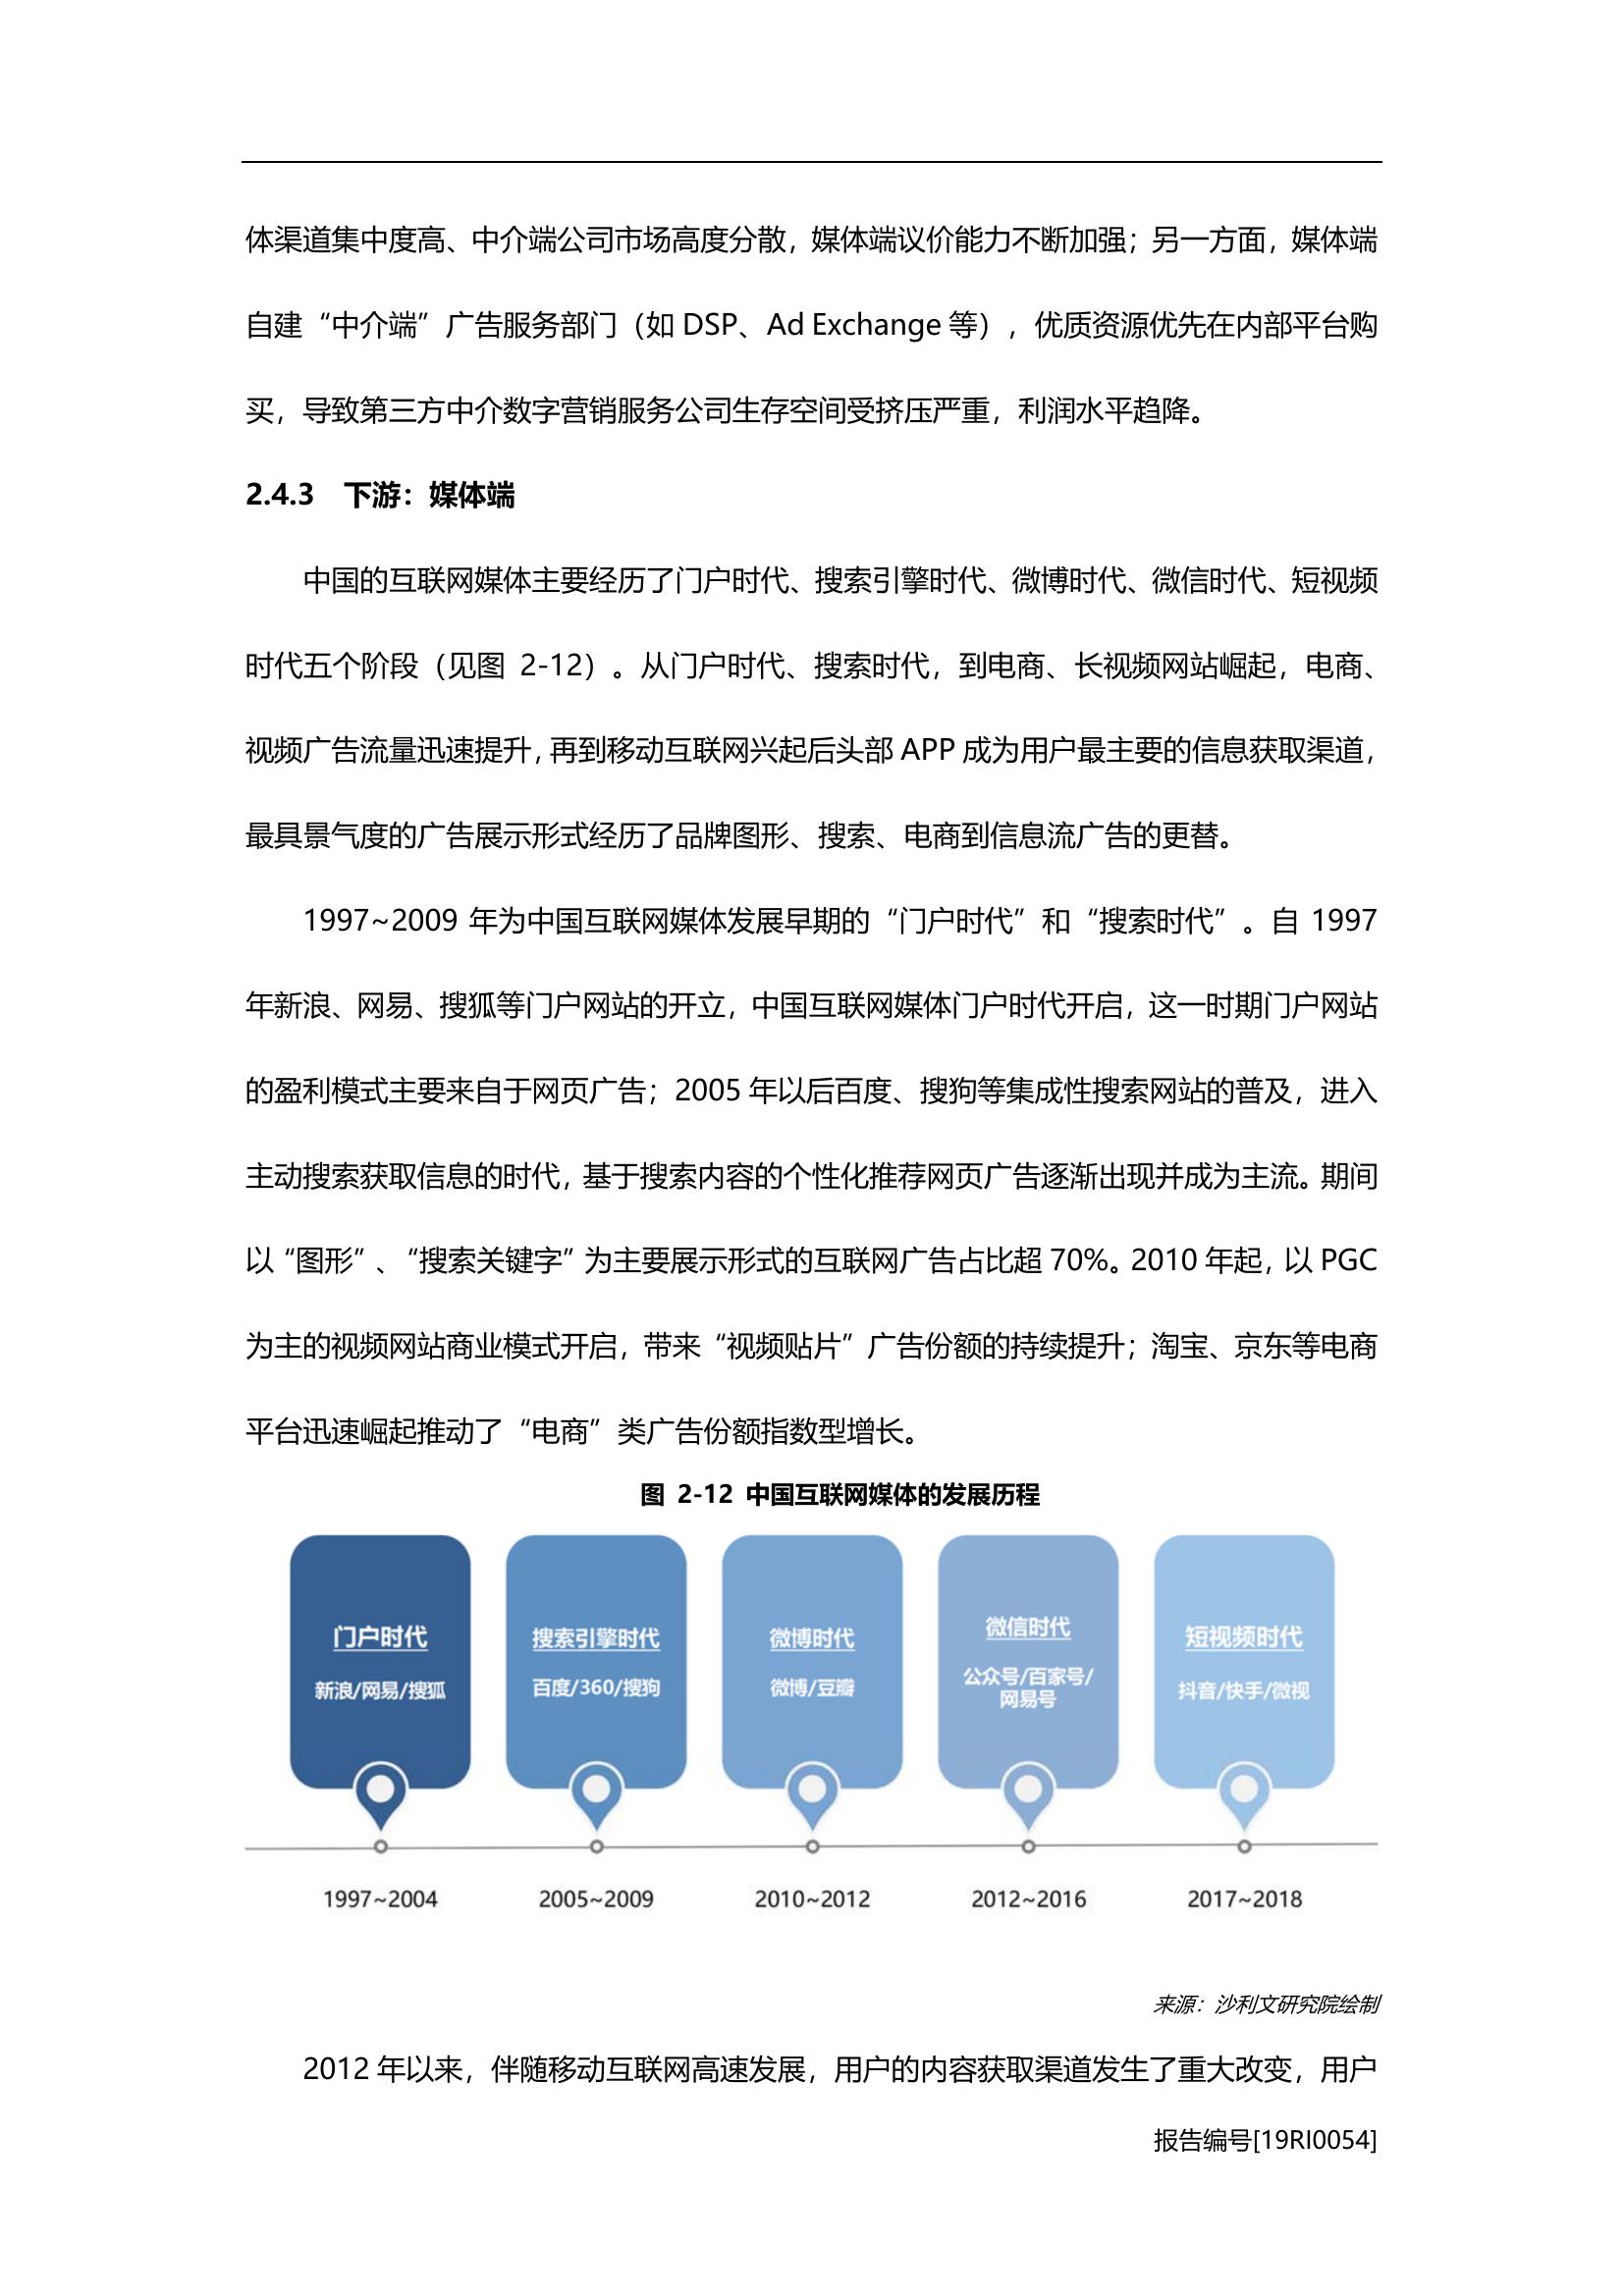 体渠道集中度高、中介端公司市场高度分散，媒体端议价能力不断加强；另一方面，媒体端
自建“中介端”广告服务部门（如 DSP、Ad Exchange 等），优质资源优先在内部平台购
买，导致第三方中介数字营销服务公司生存空间受挤压严重，利润水平趋降。
2.4.3 下游：媒体端
中国的互联网媒体主要经历了门户时代、搜索引擎时代、微博时代、微信时代、短视频
时代五个阶段（见图 2-12）。从门户时代、搜索时代，到电商、长视频网站崛起，电商、
视频广告流量迅速提升，再到移动互联网兴起后头部 APP 成为用户最主要的信息获取渠道，
最具景气度的广告展示形式经历了品牌图形、搜索、电商到信息流广告的更替。
1997~2009 年为中国互联网媒体发展早期的“门户时代”和“搜索时代”。自 1997
年新浪、网易、搜狐等门户网站的开立，中国互联网媒体门户时代开启，这一时期门户网站
的盈利模式主要来自于网页广告；2005 年以后百度、搜狗等集成性搜索网站的普及，进入
主动搜索获取信息的时代，基于搜索内容的个性化推荐网页广告逐渐出现并成为主流。期间
以“图形”、“搜索关键字”为主要展示形式的互联网广告占比超 70%。2010 年起，以 PGC
为主的视频网站商业模式开启，带来“视频贴片”广告份额的持续提升；淘宝、京东等电商
平台迅速崛起推动了“电商”类广告份额指数型增长。
图 2-12 中国互联网媒体的发展历程
门户时代
新浪/网易/搜狐
1997~2004
搜索引擎时代
百度/360/搜狗
2005~2009
微博时代
微博/豆瓣
2010~2012
微信时代
公众号/百家号/
网易号
2012~2016
短视频时代
抖音/快手/微视
2017~2018
来源：沙利文研究院绘制
2012 年以来，伴随移动互联网高速发展，用户的内容获取渠道发生了重大改变，用户
报告编号[19RI0054]